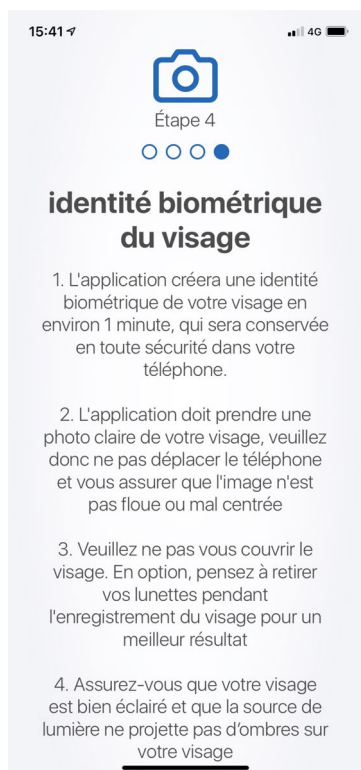 15:41
4G
Étape 4
identité biométrique
du visage
1. L'application créera une identité
biométrique de votre visage en
environ 1 minute, qui sera conservée
en toute sécurité dans votre
téléphone.
2. L'application doit prendre une
photo claire de votre visage, veuillez
donc ne pas déplacer le téléphone
et vous assurer que l'image n'est
pas floue ou mal centrée
3. Veuillez ne pas vous couvrir le
visage. En option, pensez à retirer
vos lunettes pendant
l'enregistrement du visage pour un
meilleur résultat
4. Assurez-vous que votre visage
est bien éclairé et que la source de
lumière ne projette pas d’ombres sur
votre visage